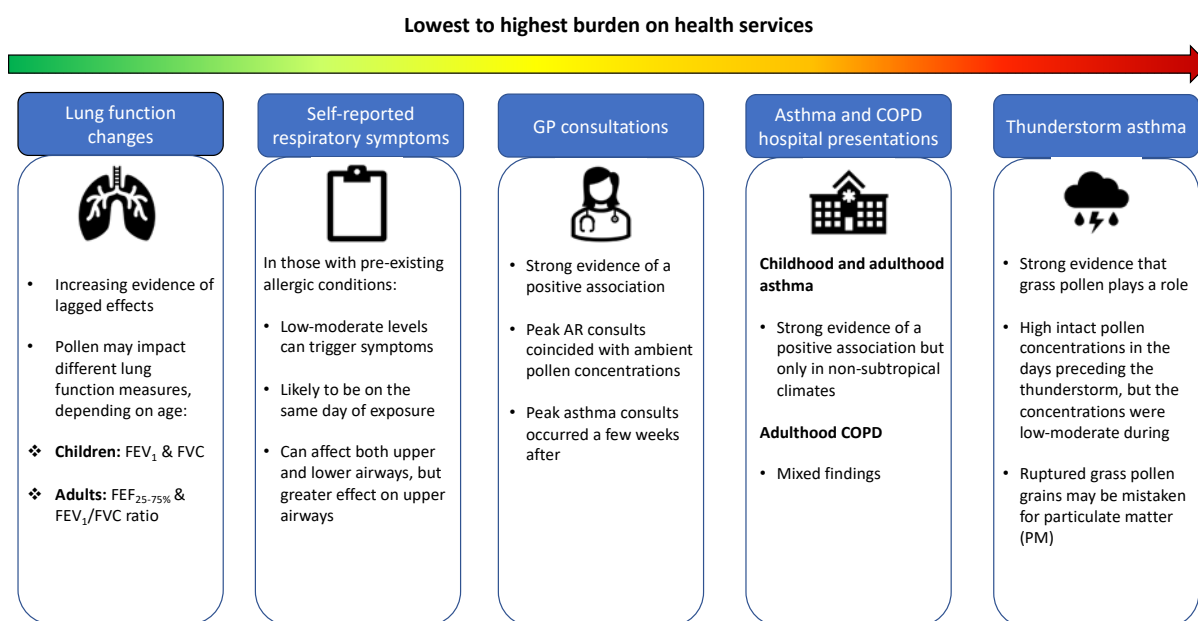 Lowest to highest burden on health services
Lung function
changes
• Increasing evidence of
lagged effects
• Pollen may impact
different lung
function measures,
depending on age:
❖ Children: FEV₁ & FVC
❖ Adults: FEF₂₅₋₇₅% &
FEV₁/FVC ratio
Self-reported
respiratory symptoms
In those with pre-existing
allergic conditions:
• Low-moderate levels
can trigger symptoms
• Likely to be on the
same day of exposure
• Can affect both upper
and lower airways, but
greater effect on upper
airways
GP consultations
• Strong evidence of a
positive association
• Peak AR consults
coincided with ambient
pollen concentrations
• Peak asthma consults
occurred a few weeks
after
Asthma and COPD
hospital presentations
Childhood and adulthood
asthma
• Strong evidence of a
positive association but
only in non-subtropical
climates
Adulthood COPD
• Mixed findings
Thunderstorm asthma
• Strong evidence that
grass pollen plays a role
• High intact pollen
concentrations in the
days preceding the
thunderstorm, but the
concentrations were
low-moderate during
• Ruptured grass pollen
grains may be mistaken
for particulate matter
(PM)